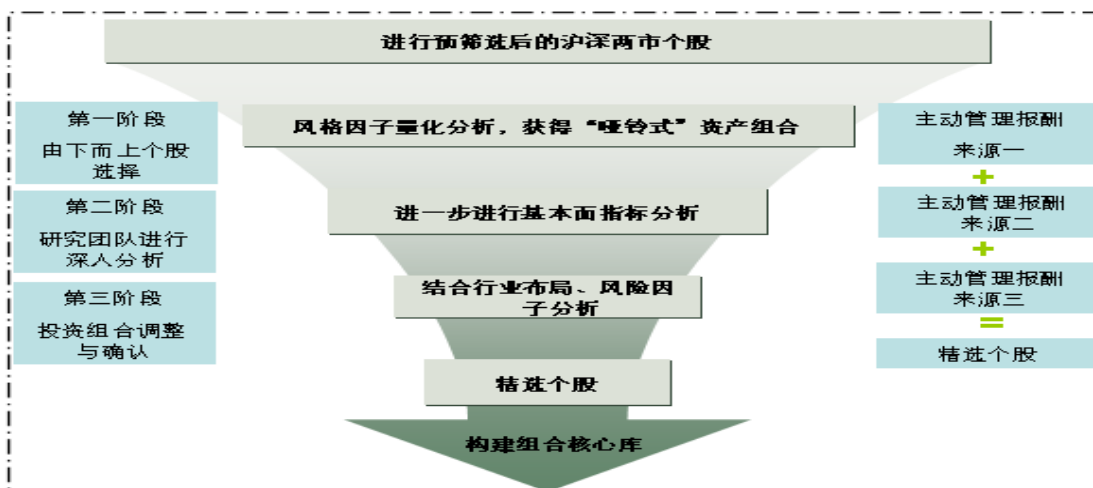 进行预筛选后的沪深两市个股
第一阶段
由下而上个股
选择
风格因子量化分析，获得“哑铃式”资产组合
主动管理报酬
来源一
+
第二阶段
研究团队进行
深入分析
进一步进行基本面指标分析
主动管理报酬
来源二
+
第三阶段
投资组合调整
与确认
结合行业布局、风险因
子分析
主动管理报酬
来源三
=
精选个股
精选个股
构建组合核心库